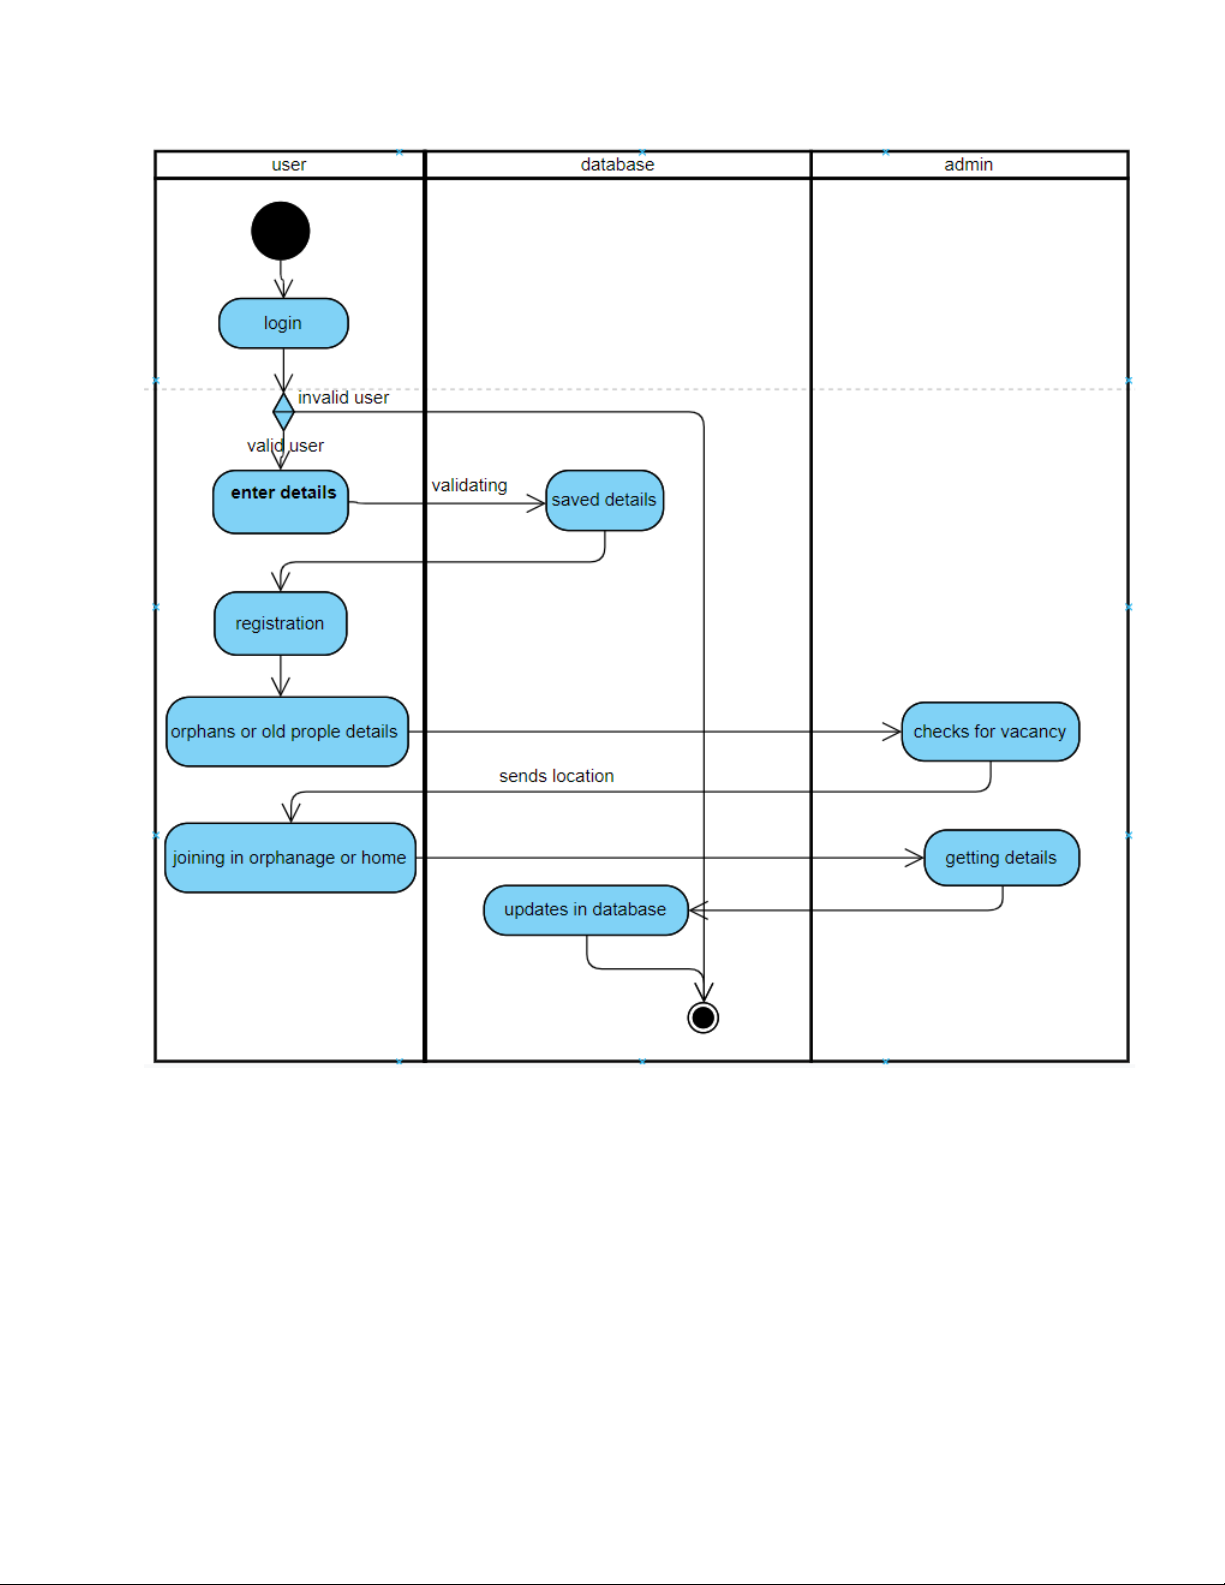 user
database
admin
login
invalid user
valid user
enter details
validating
saved details
registration
orphans or old prople details
checks for vacancy
sends location
joining in orphanage or home
getting details
updates in database